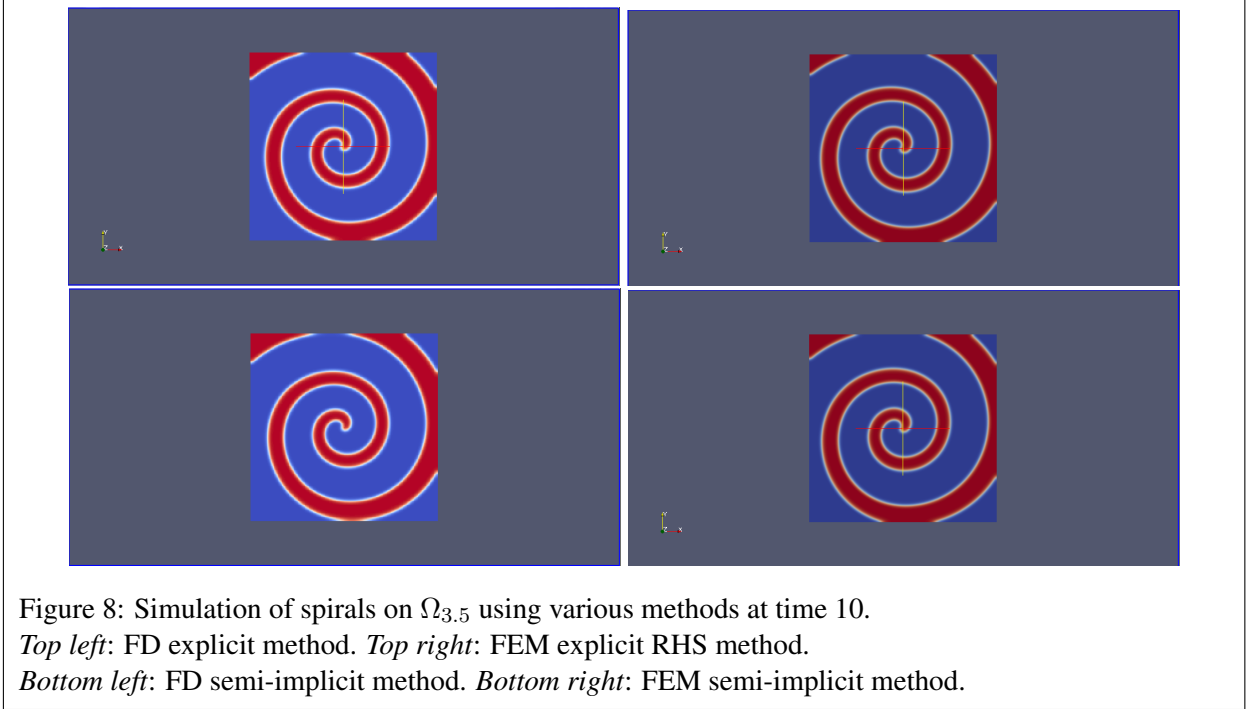 Figure 8: Simulation of spirals on Ω₃.₅ using various methods at time 10.
Top left: FD explicit method. Top right: FEM explicit RHS method.
Bottom left: FD semi-implicit method. Bottom right: FEM semi-implicit method.